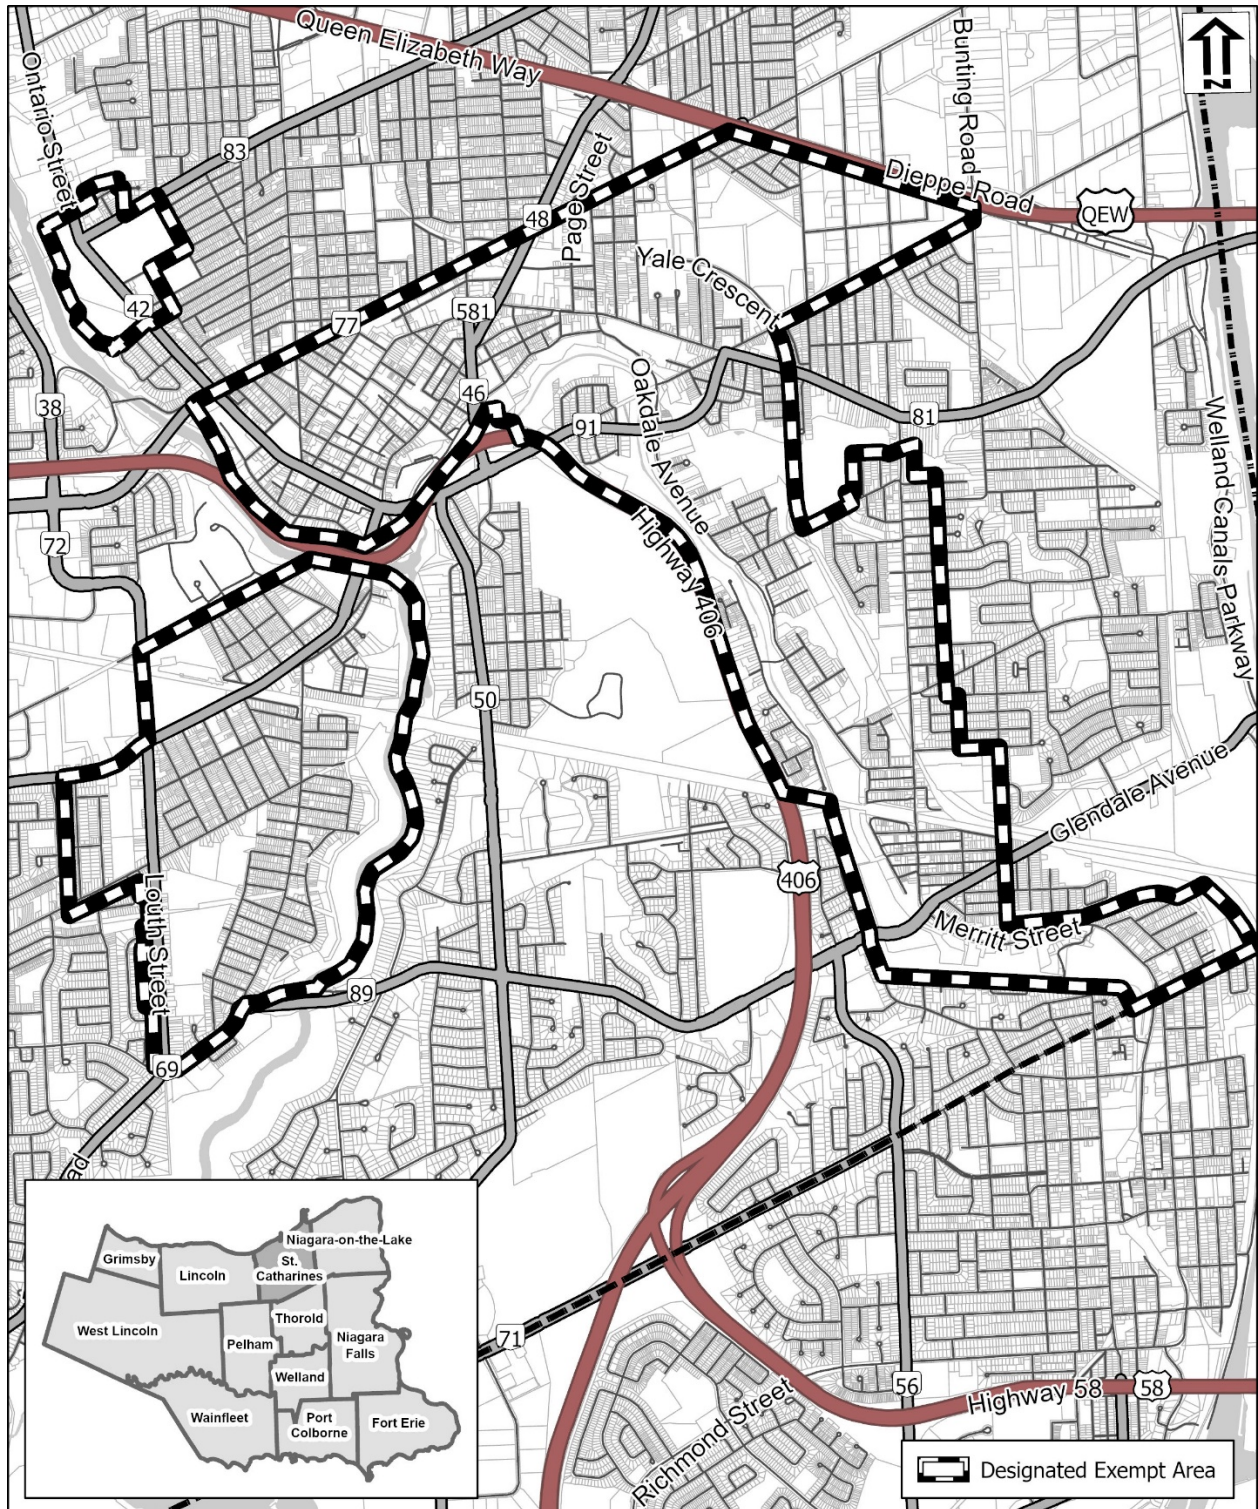 Queen Elizabeth Way
Ontario Street
Bunting Road
N
83
Page Street
Dieppe Road
48
QEW
Yale Crescent
42
77
581
Oakdale Avenue
46
38
91
81
Welland Canals Parkway
Highway 406
72
50
Glendale Avenue
406
Louth Street
Merritt Street
89
69
ad
71
56
Highway 58
58
Richmond Street
Grimsby
Lincoln
St.
Catharines
Niagara-on-the-Lake
West Lincoln
Pelham
Thorold
Niagara
Falls
Welland
Wainfleet
Port
Colborne
Fort Erie
Designated Exempt Area